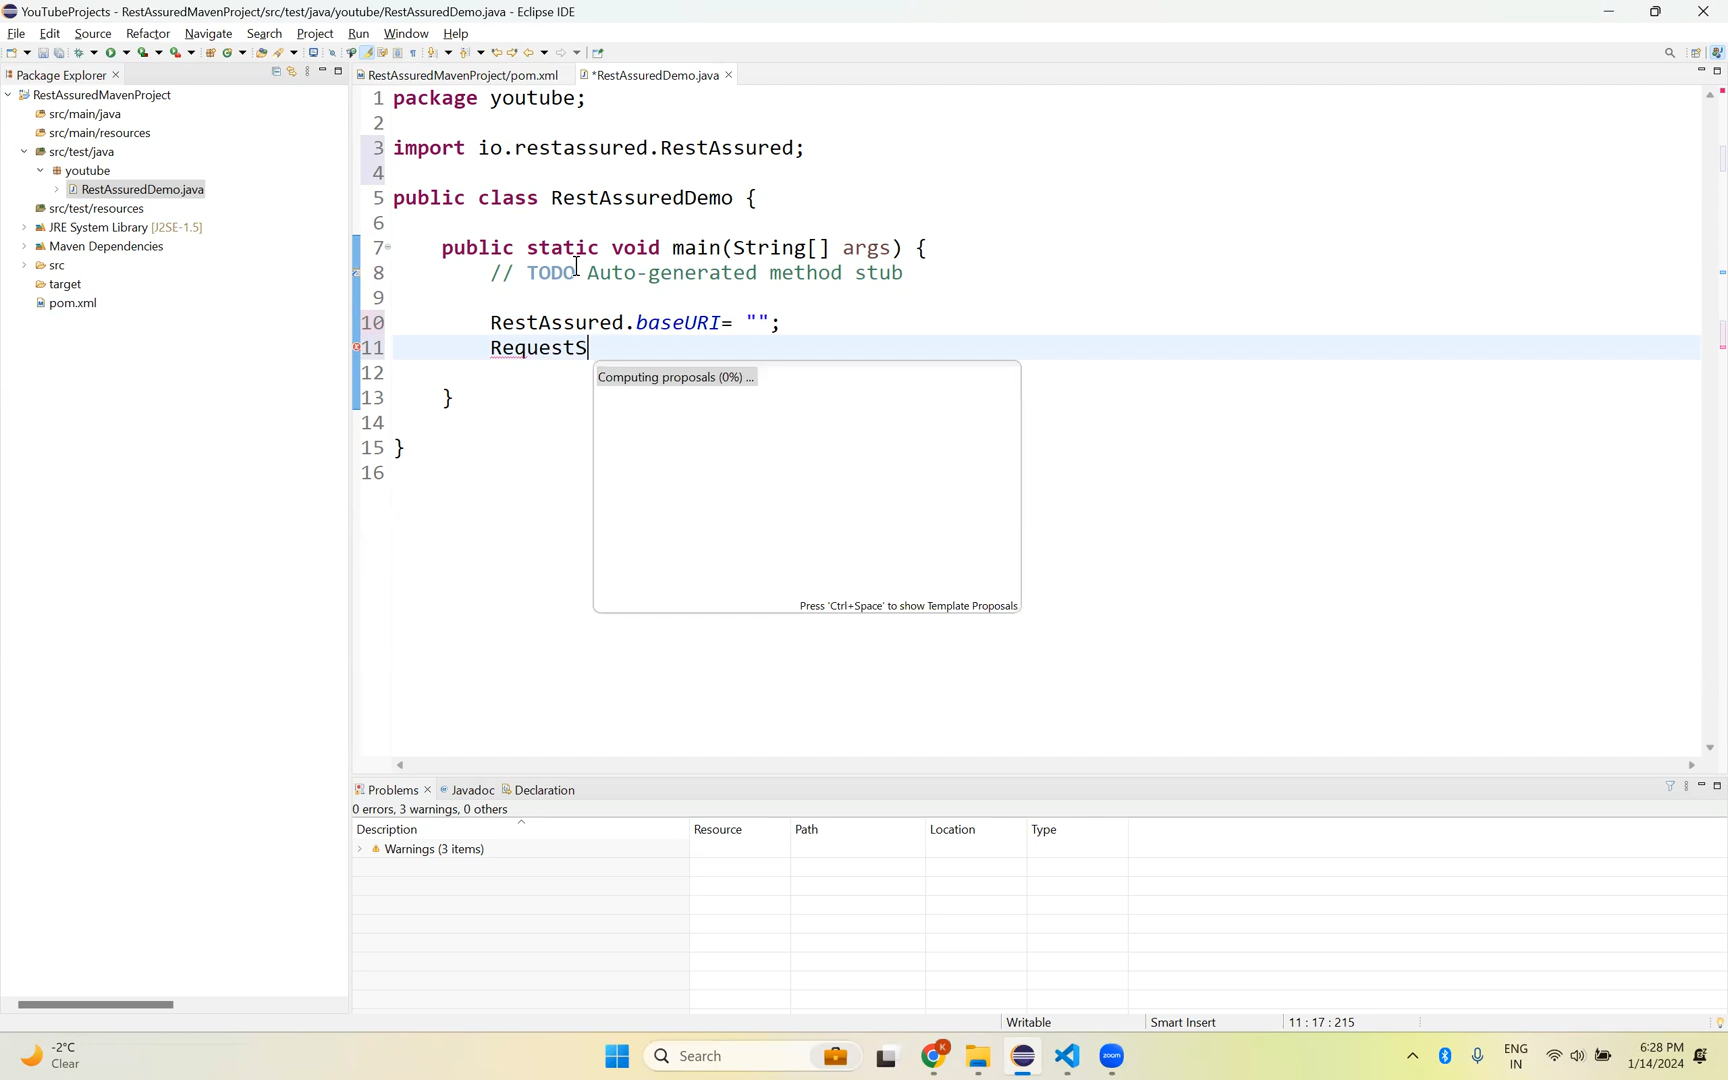 YouTubeProjects - RestAssuredMavenProject/src/test/java/youtube/RestAssuredDemo.java - Eclipse IDE
File Edit Source Refactor Navigate Search Project Run Window Help
Package Explorer
RestAssuredMavenProject/pom.xml *RestAssuredDemo.java
RestAssuredMavenProject
src/main/java
src/main/resources
src/test/java
youtube
RestAssuredDemo.java
src/test/resources
JRE System Library [J2SE-1.5]
Maven Dependencies
src
target
pom.xml
1 package youtube;
2
3 import io.restassured.RestAssured;
4
5 public class RestAssuredDemo {
6
7 public static void main(String[] args) {
8 // TODO Auto-generated method stub
9
10 RestAssured.baseURI= "";
11 RequestS
12
13 }
14
15 }
16
Computing proposals (0%) ...
Press 'Ctrl+Space' to show Template Proposals
Problems Javadoc Declaration
0 errors, 3 warnings, 0 others
Description Resource Path Location Type
Warnings (3 items)
Writable Smart Insert 11 : 17 : 215
-2°C
Clear
Search
K
zoom
ENG
IN
6:28 PM
1/14/2024